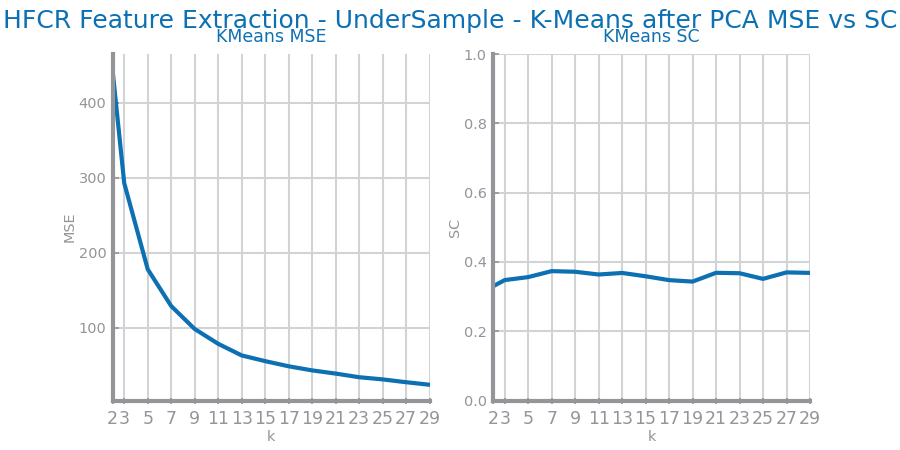 HFCR Feature Extraction - UnderSample - K-Means after PCA MSE vs SC
KMeans MSE
400
300
200
100
MSE
2 3 5 7 9 11 13 15 17 19 21 23 25 27 29
k
KMeans SC
1.0
0.8
0.6
0.4
0.2
0.0
SC
2 3 5 7 9 11 13 15 17 19 21 23 25 27 29
k